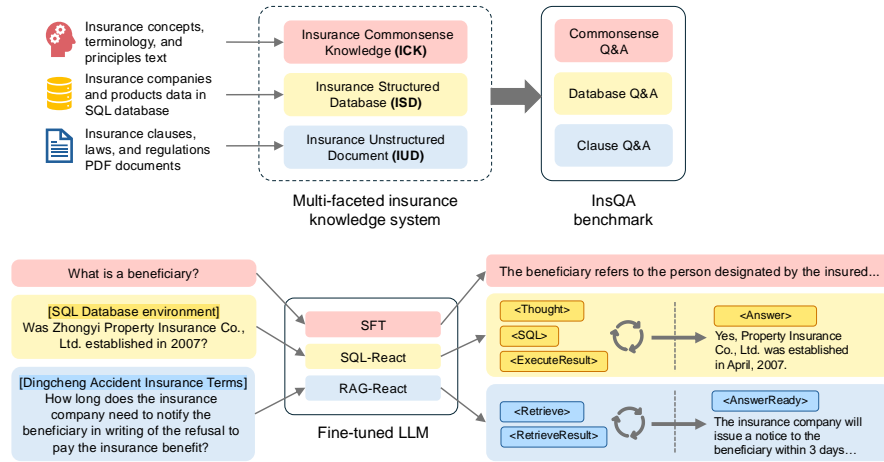 Insurance concepts,
terminology, and
principles text
Insurance companies
and products data in
SQL database
Insurance clauses,
laws, and regulations
PDF documents
Insurance Commonsense
Knowledge (ICK)
Insurance Structured
Database (ISD)
Insurance Unstructured
Document (IUD)
Multi-faceted insurance
knowledge system
Commonsense
Q&A
Database Q&A
Clause Q&A
InsQA
benchmark
What is a beneficiary?
[SQL Database environment]
Was Zhongyi Property Insurance Co.,
Ltd. established in 2007?
[Dingcheng Accident Insurance Terms]
How long does the insurance
company need to notify the
beneficiary in writing of the refusal to
pay the insurance benefit?
SFT
SQL-React
RAG-React
Fine-tuned LLM
The beneficiary refers to the person designated by the insured...
<Thought>
<SQL>
<ExecuteResult>
<Answer>
Yes, Property Insurance
Co., Ltd. was established
in April, 2007.
<Retrieve>
<RetrieveResult>
<AnswerReady>
The insurance company will
issue a notice to the
beneficiary within 3 days…